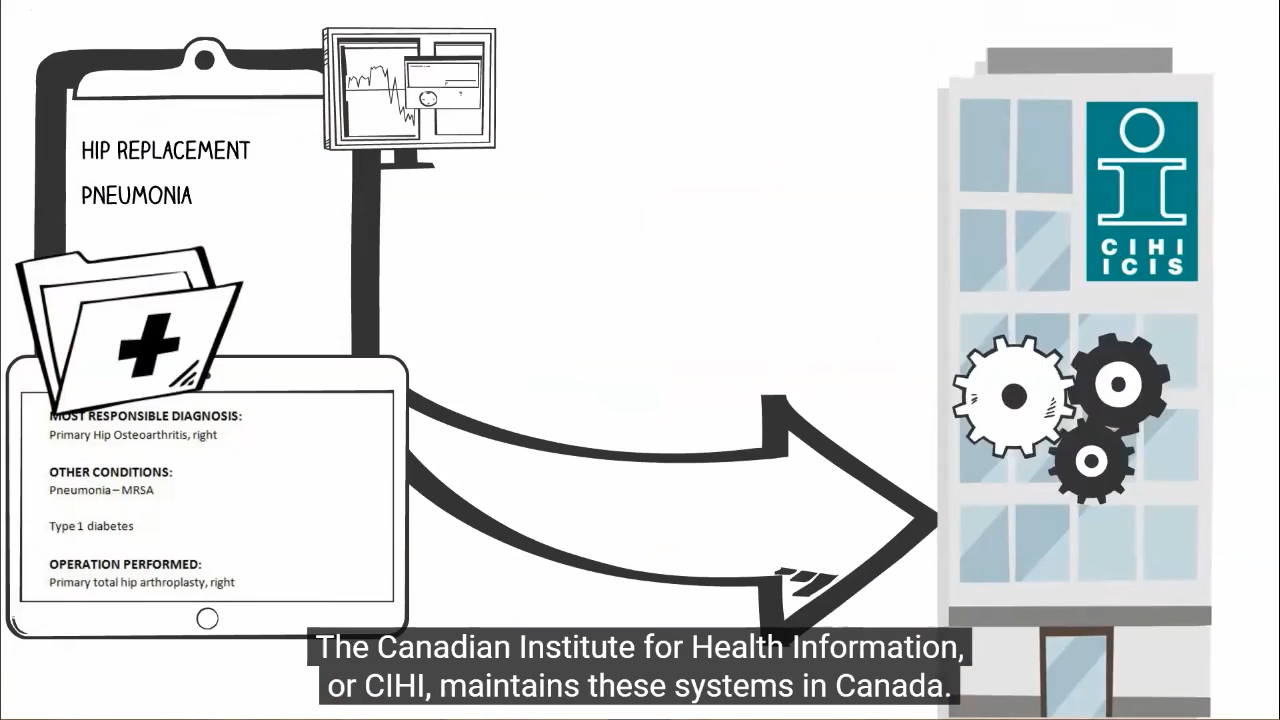 HIP REPLACEMENT
PNEUMONIA
CIHI
ICIS
MOST RESPONSIBLE DIAGNOSIS:
Primary Hip Osteoarthritis, right
OTHER CONDITIONS:
Pneumonia – MRSA
Type 1 diabetes
OPERATION PERFORMED:
Primary total hip arthroplasty, right
The Canadian Institute for Health Information,
or CIHI, maintains these systems in Canada.